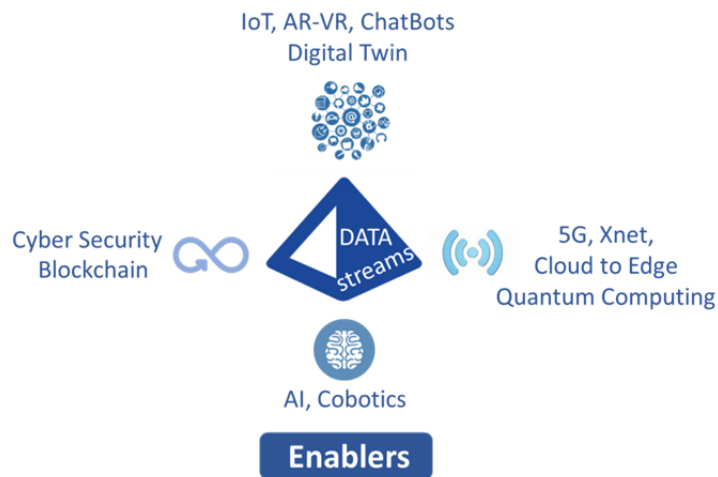 IoT, AR-VR, ChatBots
Digital Twin
@
Cyber Security
Blockchain
DATA
streams
5G, Xnet,
Cloud to Edge
Quantum Computing
AI, Cobotics
Enablers